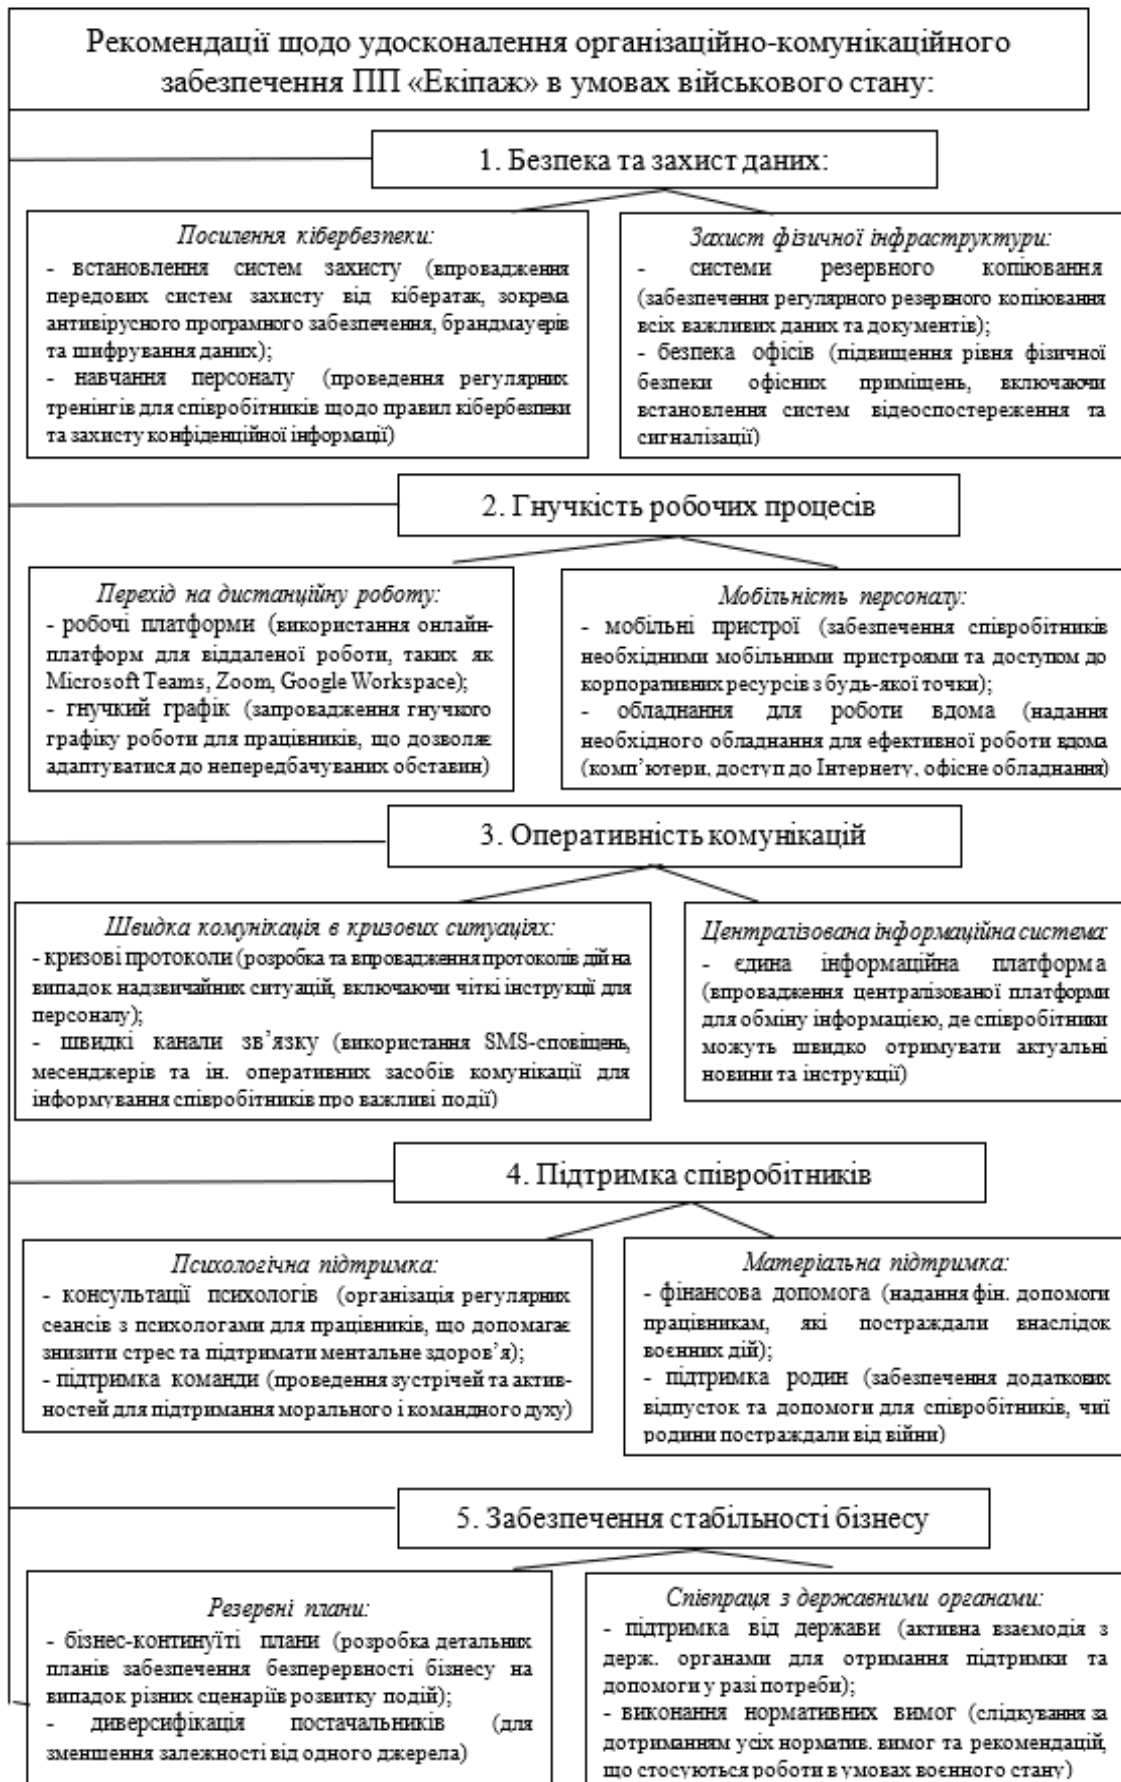 Рекомендації щодо удосконалення організаційно-комунікаційного
забезпечення ПП «Екіпаж» в умовах військового стану:
1. Безпека та захист даних:
Посилення кібербезпеки:
- встановлення систем захисту (впровадження
передових систем захисту від кібератак, зокрема
антивірусного програмного забезпечення, брандмауерів
та шифрування даних);
- навчання персоналу (проведення регулярних
тренінгів для співробітників щодо правил кібербезпеки
та захисту конфіденційної інформації)
Захист фізичної інфраструктури:
- системи резервного копіювання
(забезпечення регулярного резервного копіювання
всіх важливих даних та документів);
- безпека офісів (підвищення рівня фізичної
безпеки офісних приміщень, включаючи
встановлення систем відеоспостереження та
сигналізації)
2. Гнучкість робочих процесів
Перехід на дистанційну роботу:
- робочі платформи (використання онлайн-
платформ для віддаленої роботи, таких як
Microsoft Teams, Zoom, Google Workspace);
- гнучкий графік (запровадження гнучкого
графіку роботи для працівників, що дозволяє
адаптуватися до непередбачуваних обставин)
Мобільність персоналу:
- мобільні пристрої (забезпечення співробітників
необхідними мобільними пристроями та доступом до
корпоративних ресурсів з будь-якої точки);
- обладнання для роботи вдома (надання
необхідного обладнання для ефективної роботи вдома
(комп’ютери, доступ до Інтернету, офісне обладнання)
3. Оперативність комунікацій
Швидка комунікація в кризових ситуаціях:
- кризові протоколи (розробка та впровадження протоколів дій на
випадок надзвичайних ситуацій, включаючи чіткі інструкції для
персоналу);
- швидкі канали зв’язку (використання SMS-сповіщень,
месенджерів та ін. оперативних засобів комунікації для
інформування співробітників про важливі події)
Централізована інформаційна система:
- єдина інформаційна платформа
(впровадження централізованої платформи
для обміну інформацією, де співробітники
можуть швидко отримувати актуальні
новини та інструкції)
4. Підтримка співробітників
Психологічна підтримка:
- консультації психологів (організація регулярних
сеансів з психологами для працівників, що допомагає
знизити стрес та підтримати ментальне здоров’я);
- підтримка команди (проведення зустрічей та актив-
ностей для підтримання морального і командного духу)
Матеріальна підтримка:
- фінансова допомога (надання фін. допомоги
працівникам, які постраждали внаслідок
воєнних дій);
- підтримка родин (забезпечення додаткових
відпусток та допомоги для співробітників, чиї
родини постраждали від війни)
5. Забезпечення стабільності бізнесу
Резервні плани:
- бізнес-континуїті плани (розробка детальних
планів забезпечення безперервності бізнесу на
випадок різних сценаріїв розвитку подій);
- диверсифікація постачальників (для
зменшення залежності від одного джерела)
Співпраця з державними органами:
- підтримка від держави (активна взаємодія з
держ. органами для отримання підтримки та
допомоги у разі потреби);
- виконання нормативних вимог (слідкування за
дотриманням усіх норматив. вимог та рекомендацій,
що стосуються роботи в умовах воєнного стану)